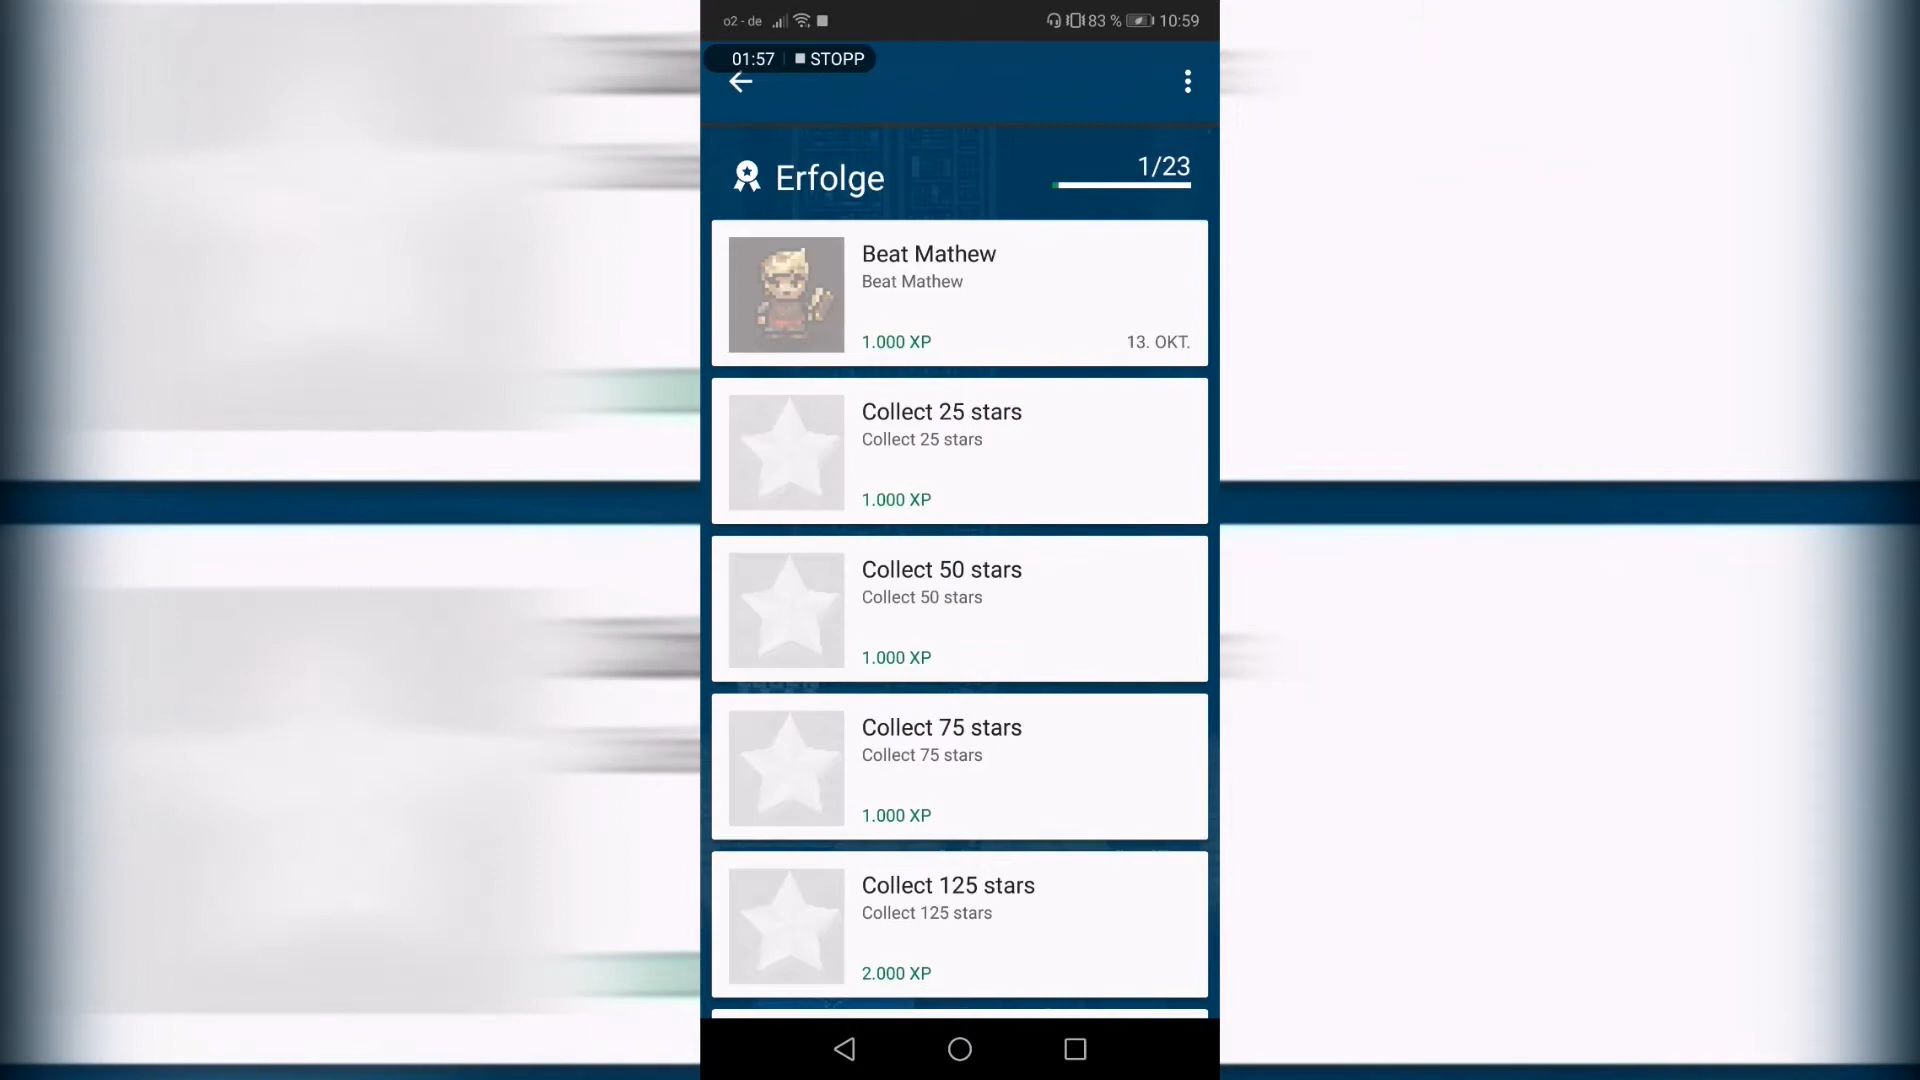 o2 - de 83 % 10:59
01:57 STOPP
Erfolge 1/23
Beat Mathew
Beat Mathew
1.000 XP 13. OKT.
Collect 25 stars
Collect 25 stars
1.000 XP
Collect 50 stars
Collect 50 stars
1.000 XP
Collect 75 stars
Collect 75 stars
1.000 XP
Collect 125 stars
Collect 125 stars
2.000 XP